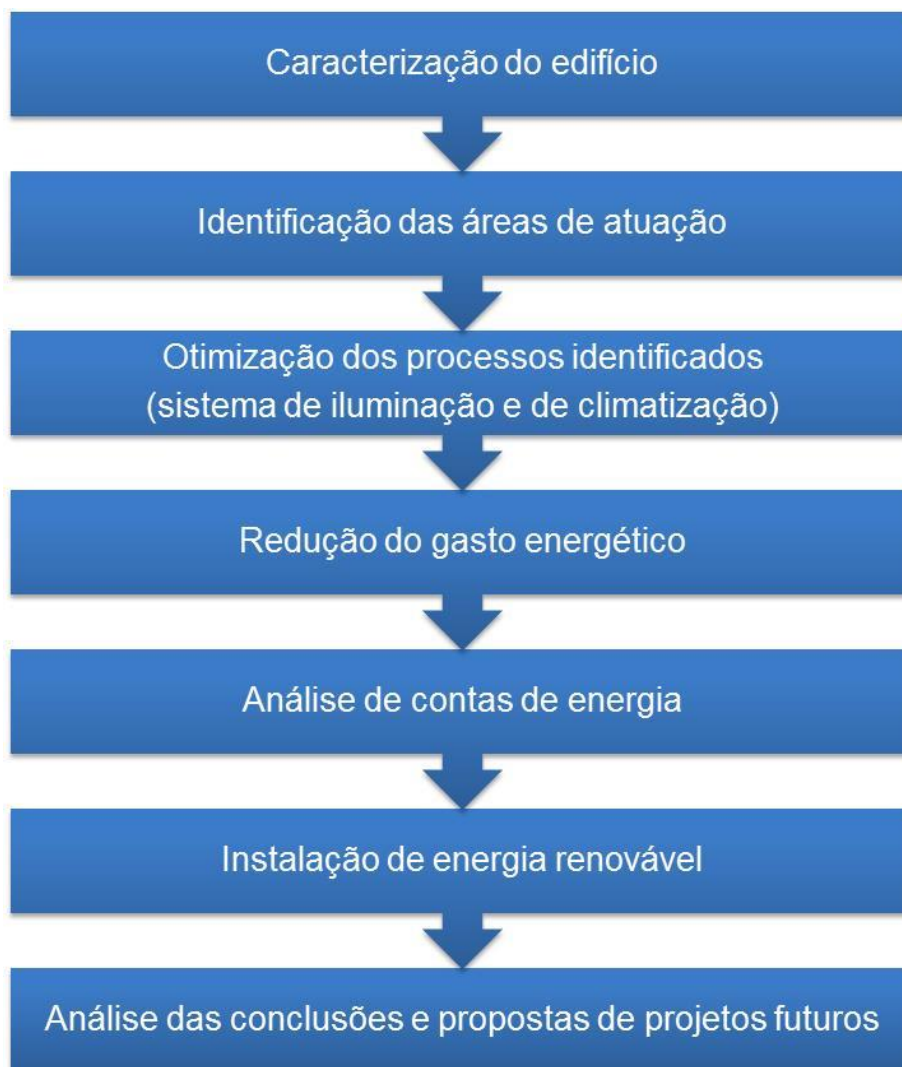 Caracterização do edifício
Identificação das áreas de atuação
Otimização dos processos identificados
(sistema de iluminação e de climatização)
Redução do gasto energético
Análise de contas de energia
Instalação de energia renovável
Análise das conclusões e propostas de projetos futuros